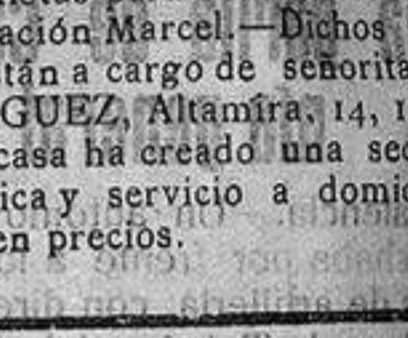 ación Marcel.—Dichos
stán a cargo de señorita
GUEZ, Altamira, 14, 1
casa ha creado una sec
ica y servicio a domic
en precios.